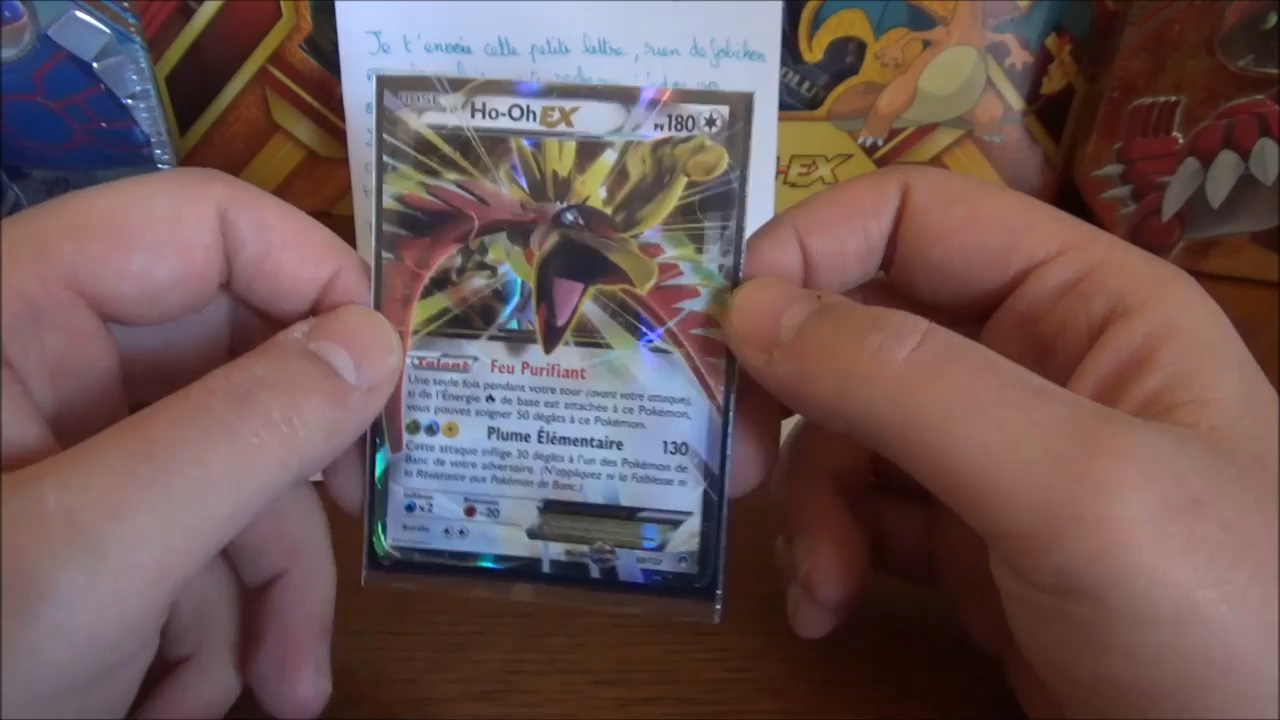 Je t'envoie cette petite lettre, rien de folichon
BASE
Ho-Oh EX
PV180
-EX
Talent Feu Purifiant
Une seule fois pendant votre tour (avant votre attaque),
si de l'Énergie de base est attachée à ce Pokémon,
vous pouvez soigner 50 dégâts à ce Pokémon.
Plume Élémentaire 130
Cette attaque inflige 30 dégâts à l'un des Pokémon de
Banc de votre adversaire. (N'appliquez ni la Faiblesse ni
la Résistance aux Pokémon de Banc.)
Faiblesse Résistance
×2 -20
Retraite